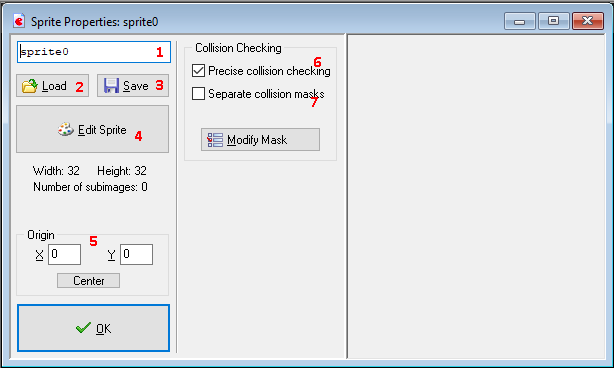 Sprite Properties: sprite0
sprite0 1
Load 2 Save 3
Edit Sprite 4
Width: 32 Height: 32
Number of subimages: 0
Origin 5
X 0 Y 0
Center
OK
Collision Checking
6
Precise collision checking
Separate collision masks
7
Modify Mask